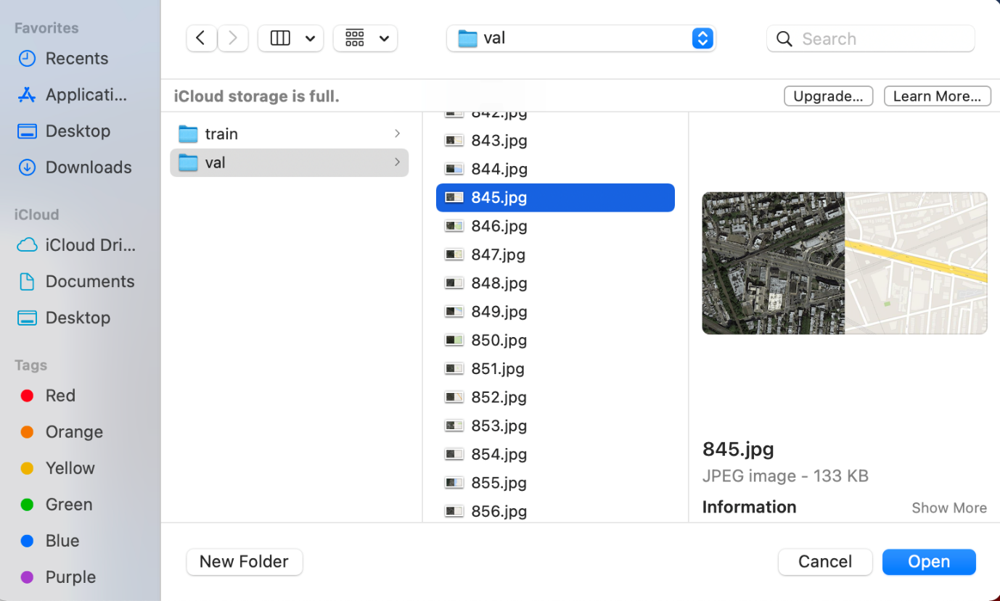 Favorites
Recents
Applicati...
Desktop
Downloads
iCloud
iCloud Dri...
Documents
Desktop
Tags
Red
Orange
Yellow
Green
Blue
Purple
val
Search
iCloud storage is full.
Upgrade...
Learn More...
train
val
842.jpg
843.jpg
844.jpg
845.jpg
846.jpg
847.jpg
848.jpg
849.jpg
850.jpg
851.jpg
852.jpg
853.jpg
854.jpg
855.jpg
856.jpg
845.jpg
JPEG image - 133 KB
Information
Show More
New Folder
Cancel
Open